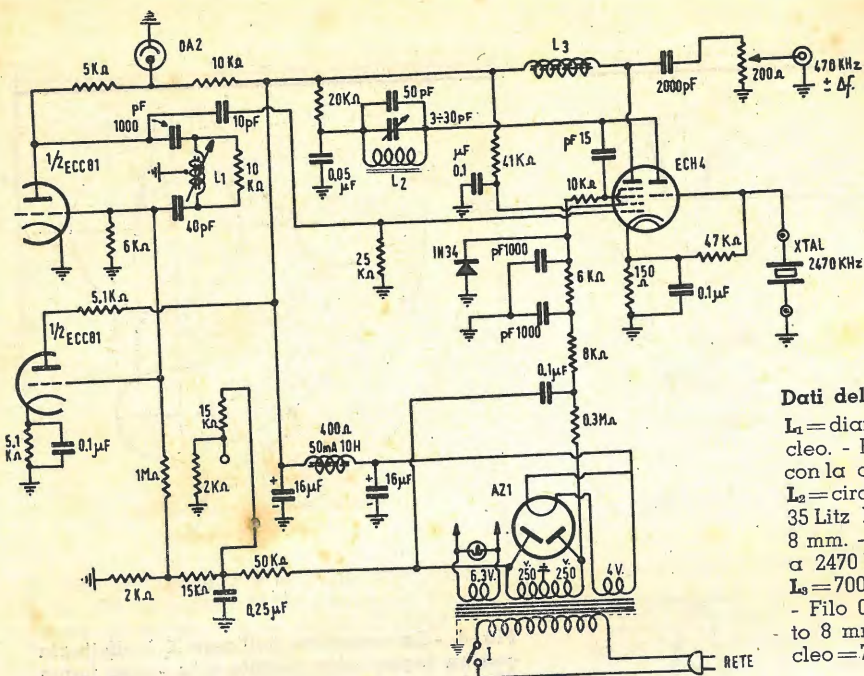 OA2
5KΩ
10KΩ
pF
1000
10pF
1/2 ECC81
L1
10
KΩ
40pF
6KΩ
20KΩ
50pF
3÷30pF
0,05
μF
L2
L3
2000pF
200Ω
470 KHz
± Δf.
41KΩ
μF
0,1
pF 15
10KΩ
ECH4
25
KΩ
1N34
pF1000
6KΩ
pF1000
150
Ω
47KΩ
0.1μF
XTAL
2470KHz
8KΩ
0.1μF
0.3MΩ
1/2 ECC81
5.1KΩ
5.1
KΩ
0.1μF
1MΩ
15
KΩ
2KΩ
400Ω
50mA 10H
+
16μF
-
+
16μF
-
AZ1
2KΩ
15KΩ
50KΩ
0,25μF
6.3V.
V.
250
V.
250
4V.
I
RETE
Dati del
L₁=dia
cleo. -
con la
L₂=circ
35 Litz
8 mm. -
a 2470
L₃=700
- Filo
to 8 mm
cleo=7